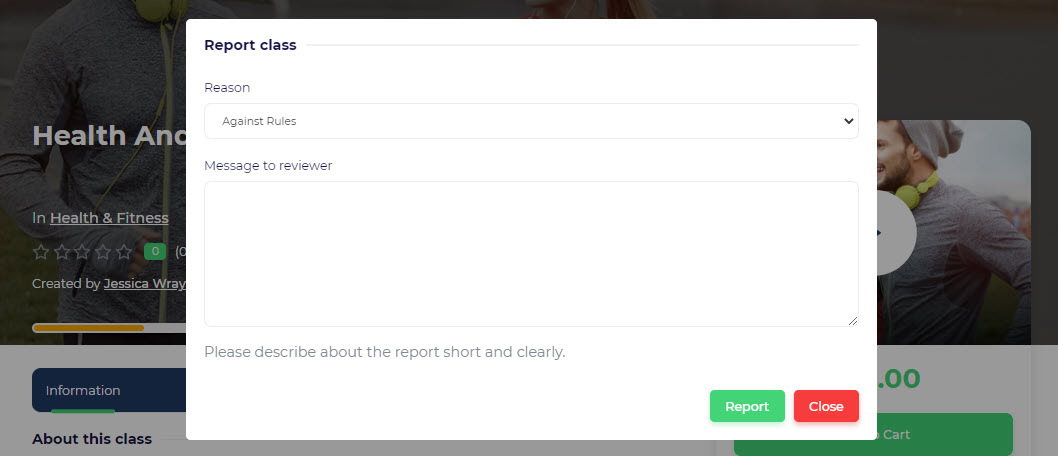 Report class
Reason
Against Rules
Message to reviewer
Please describe about the report short and clearly.
Report
Close
Health And
In Health & Fitness
0
Created by Jessica Wray
Information
About this class
.00
Cart